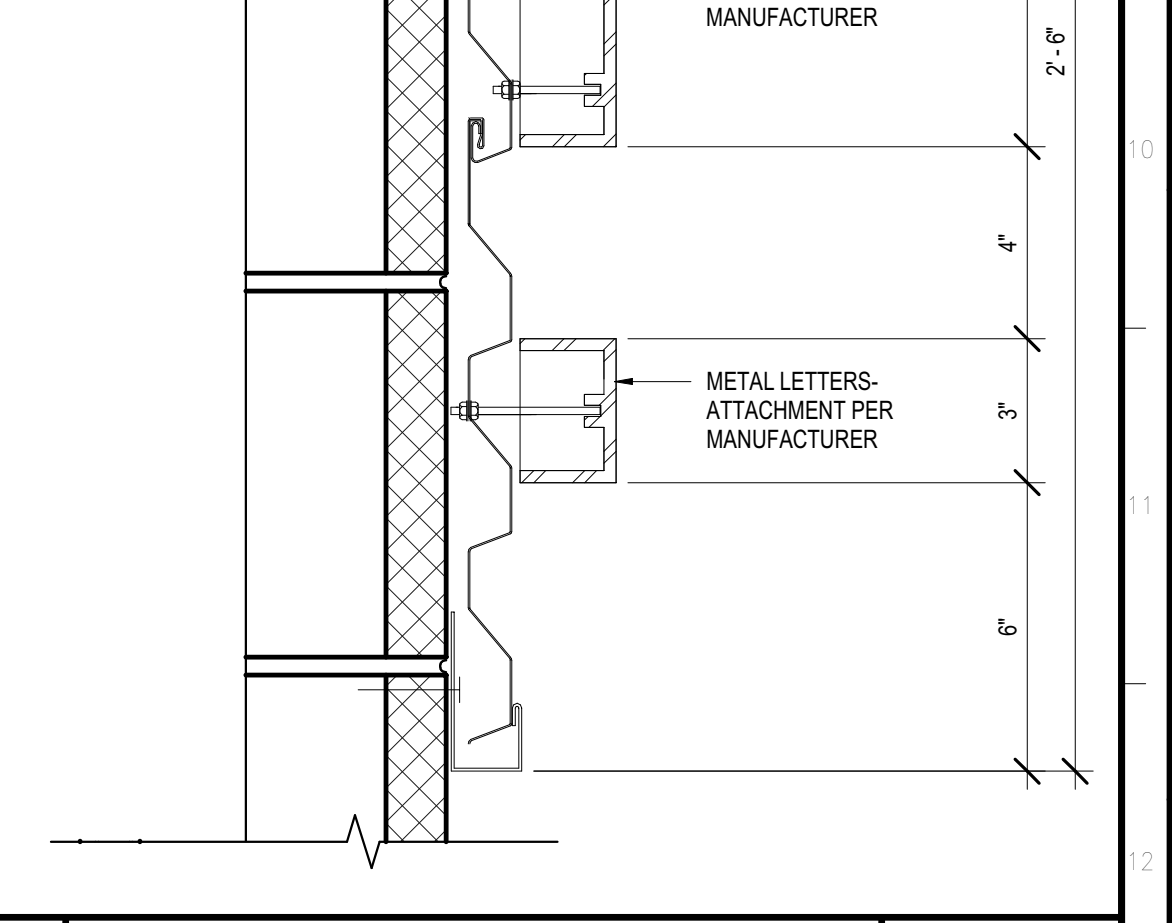 MANUFACTURER
2' - 6"
10
4"
METAL LETTERS-
ATTACHMENT PER
MANUFACTURER
3"
11
6"
12